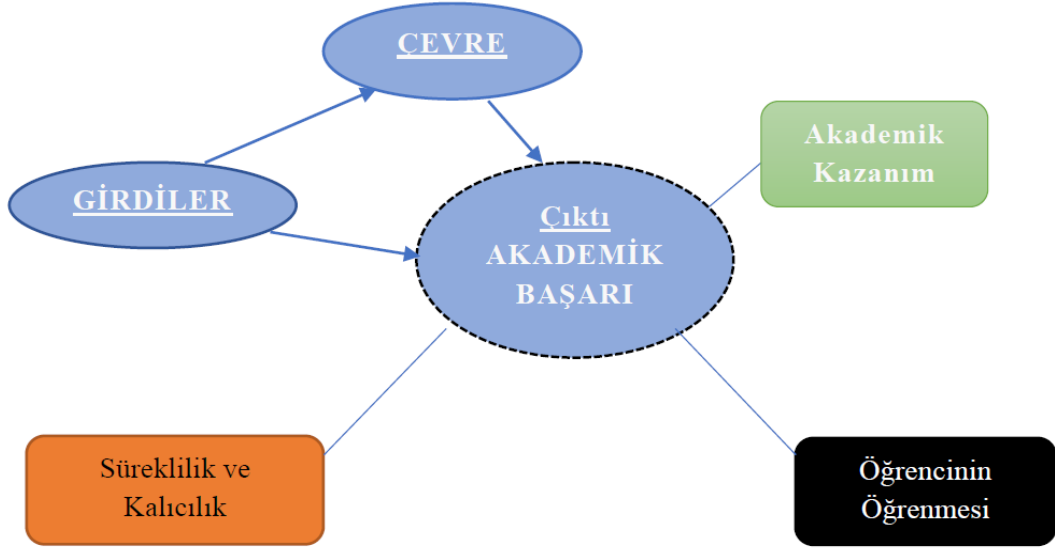 ÇEVRE
GİRDİLER
Çıktı
AKADEMİK
BAŞARI
Akademik
Kazanım
Süreklilik ve
Kalıcılık
Öğrencinin
Öğrenmesi